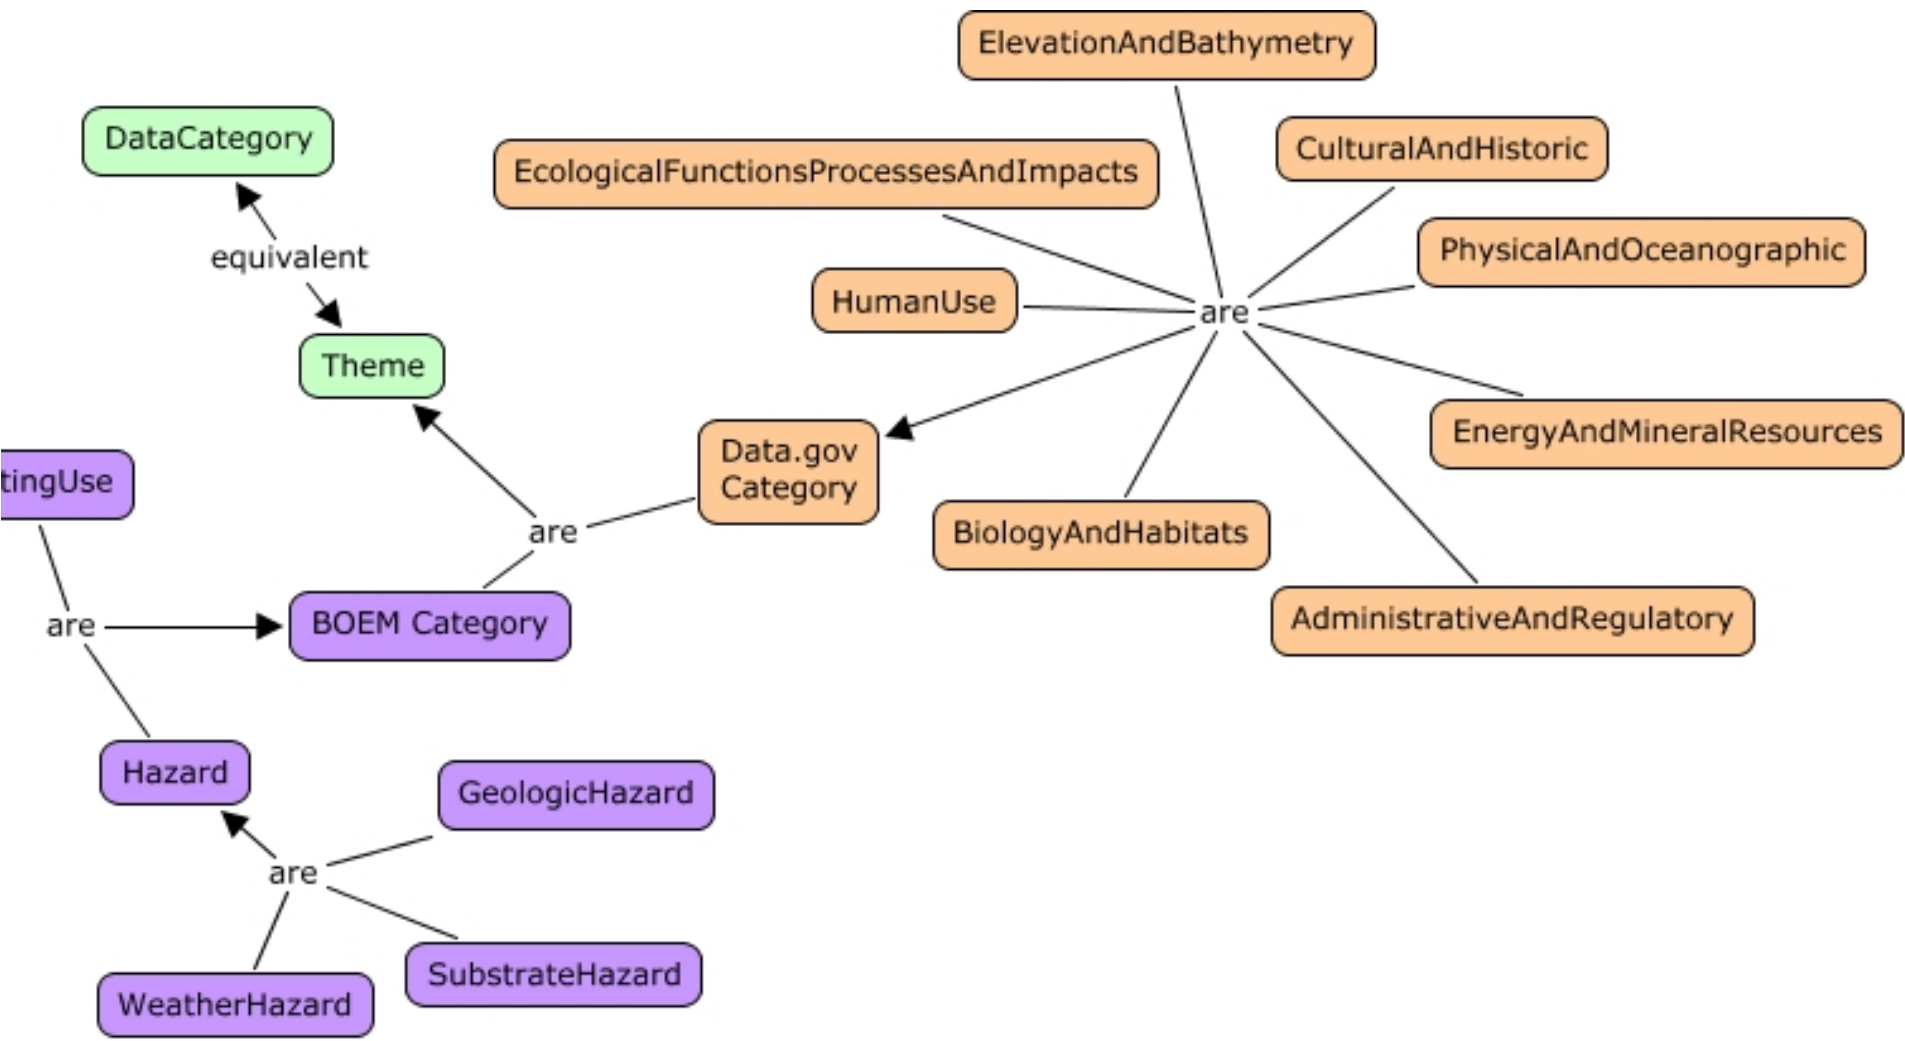 ElevationAndBathymetry
DataCategory
CulturalAndHistoric
EcologicalFunctionsProcessesAndImpacts
equivalent
PhysicalAndOceanographic
HumanUse
are
Theme
Data.gov
Category
EnergyAndMineralResources
tingUse
are
BiologyAndHabitats
are
BOEM Category
AdministrativeAndRegulatory
Hazard
GeologicHazard
are
SubstrateHazard
WeatherHazard